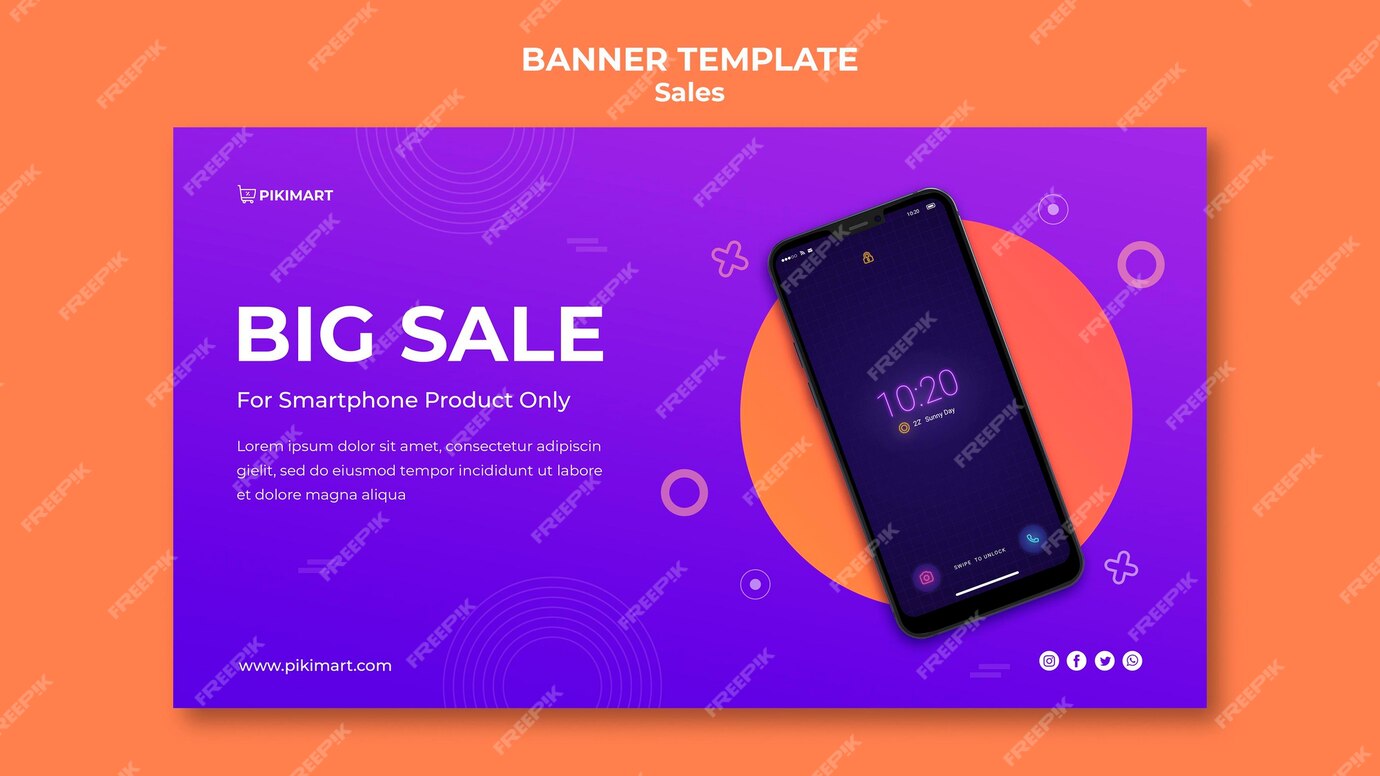 BANNER TEMPLATE
Sales
PIKIMART
BIG SALE
For Smartphone Product Only
Lorem ipsum dolor sit amet, consectetur adipiscin
gielit, sed do eiusmod tempor incididunt ut labore
et dolore magna aliqua
www.pikimart.com
10:20
10:20
22 Sunny Day
SWIPE TO UNLOCK
FREEPIK